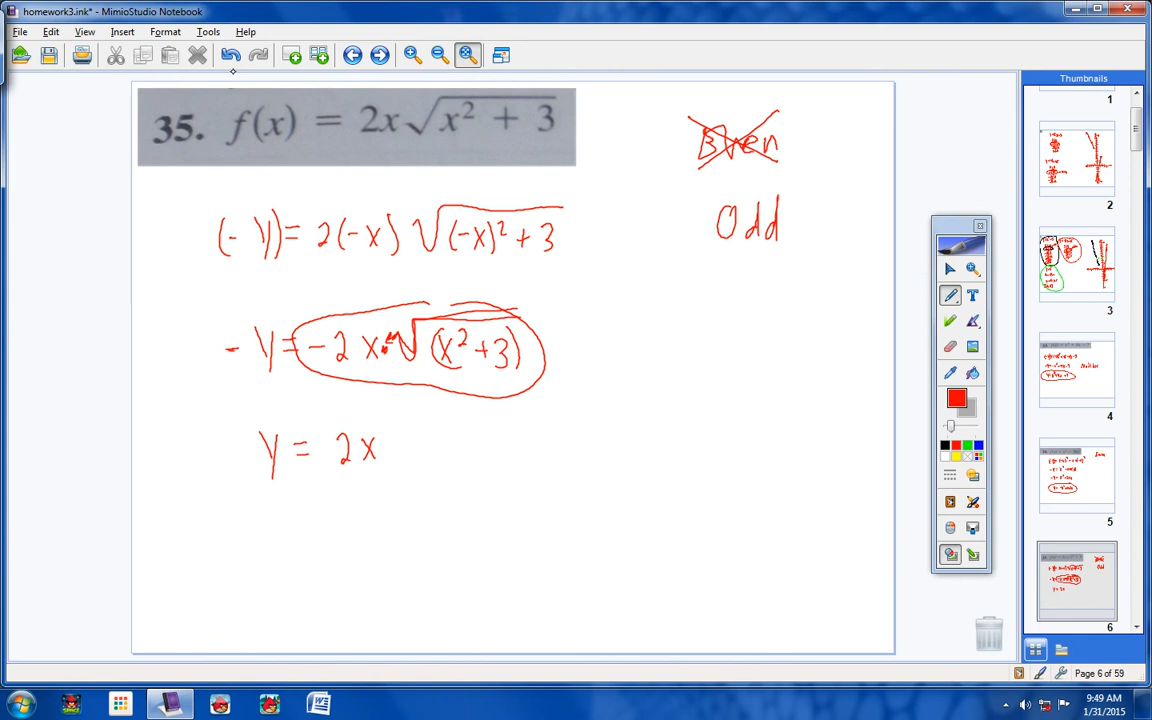 homework3.ink* - MimioStudio Notebook
File Edit View Insert Format Tools Help
35. f(x) = 2x√(x² + 3)
Even
Odd
(- Y) = 2(-x) √((-x)² + 3)
- Y = -2x · √(x² + 3)
Y = 2x
Thumbnails
1
2
3
4
5
6
Page 6 of 59
9:49 AM
1/31/2015